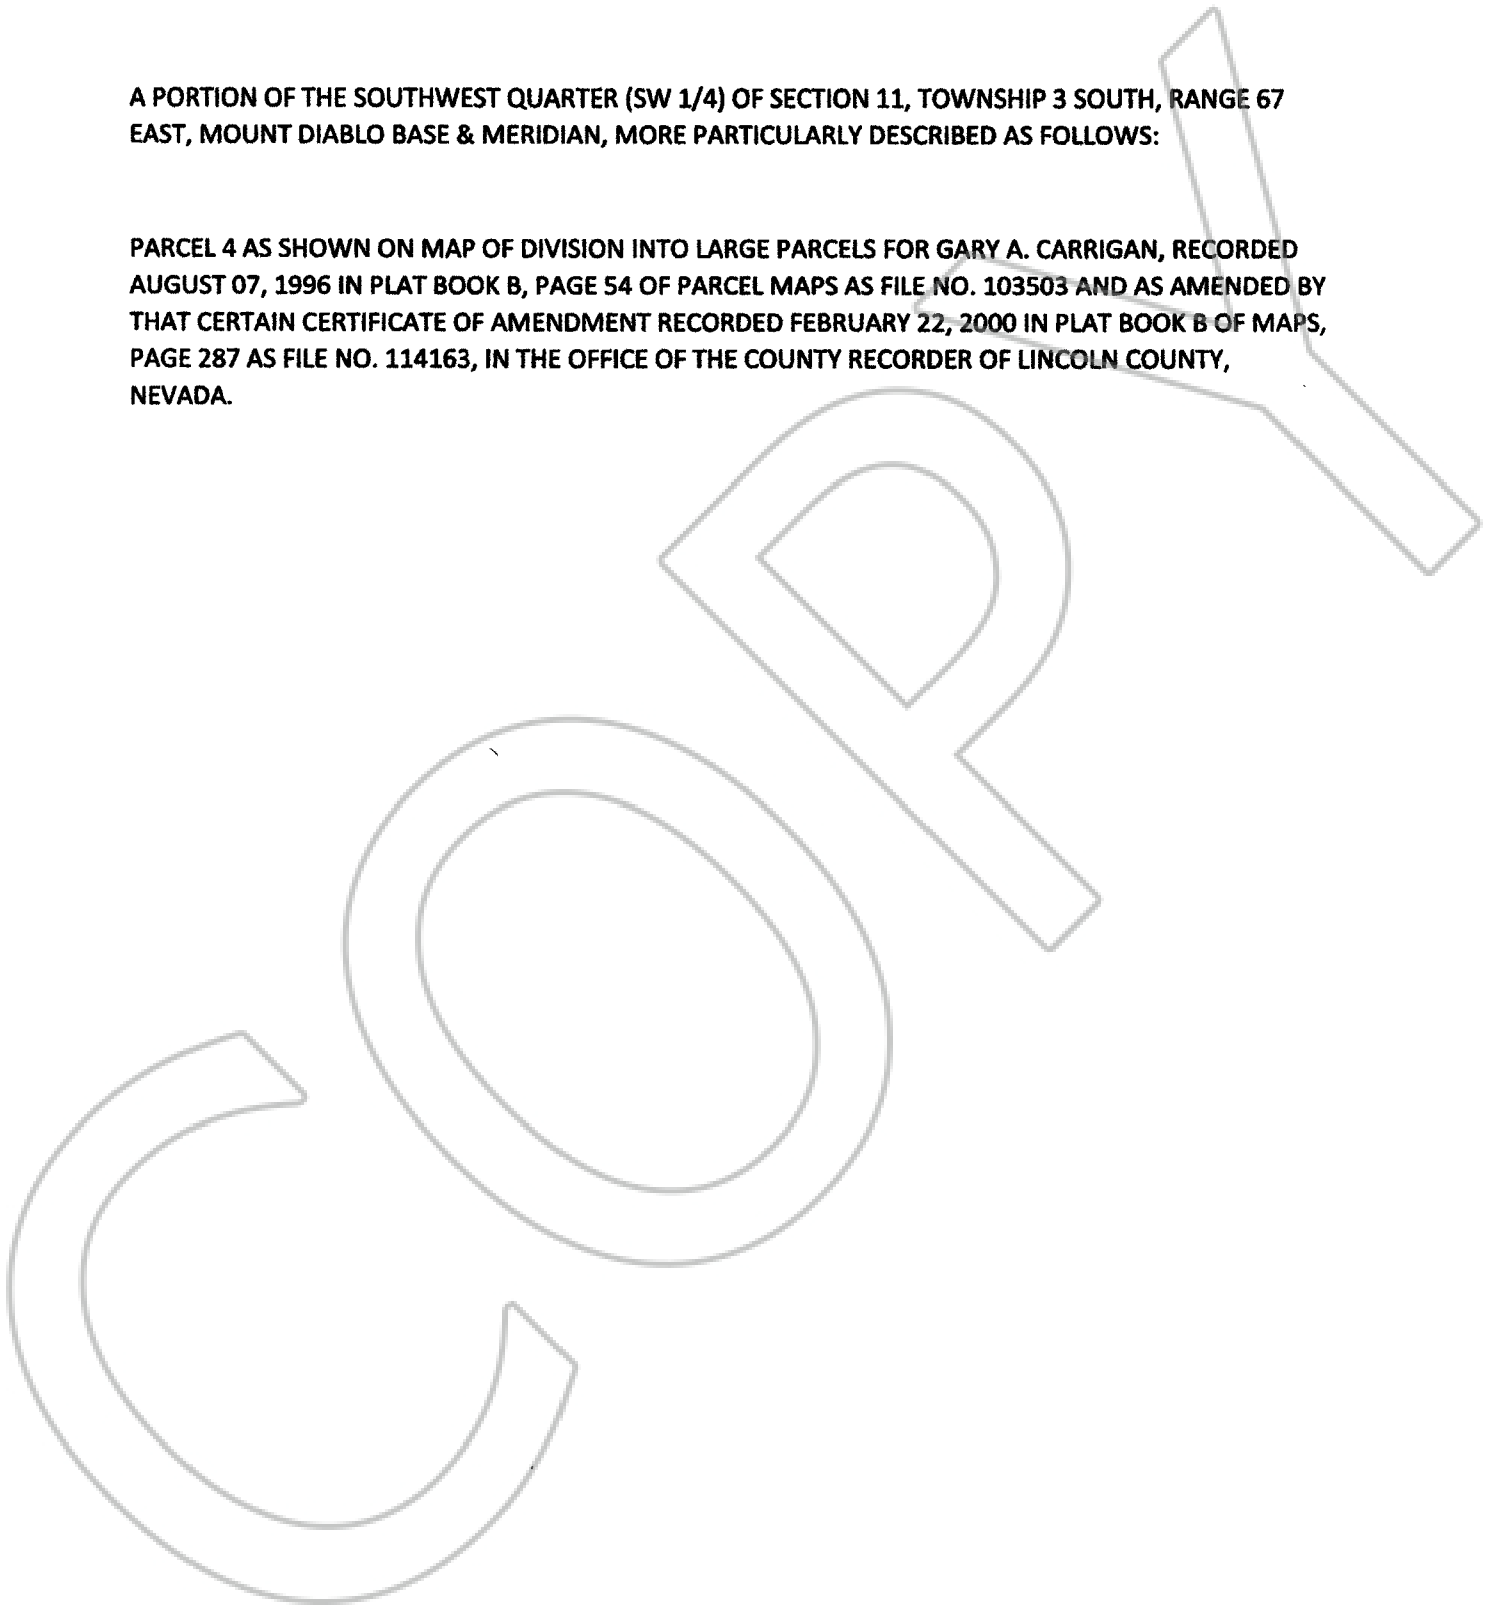 A PORTION OF THE SOUTHWEST QUARTER (SW 1/4) OF SECTION 11, TOWNSHIP 3 SOUTH, RANGE 67
EAST, MOUNT DIABLO BASE & MERIDIAN, MORE PARTICULARLY DESCRIBED AS FOLLOWS:
PARCEL 4 AS SHOWN ON MAP OF DIVISION INTO LARGE PARCELS FOR GARY A. CARRIGAN, RECORDED
AUGUST 07, 1996 IN PLAT BOOK B, PAGE 54 OF PARCEL MAPS AS FILE NO. 103503 AND AS AMENDED BY
THAT CERTAIN CERTIFICATE OF AMENDMENT RECORDED FEBRUARY 22, 2000 IN PLAT BOOK B OF MAPS,
PAGE 287 AS FILE NO. 114163, IN THE OFFICE OF THE COUNTY RECORDER OF LINCOLN COUNTY,
NEVADA.
COPY